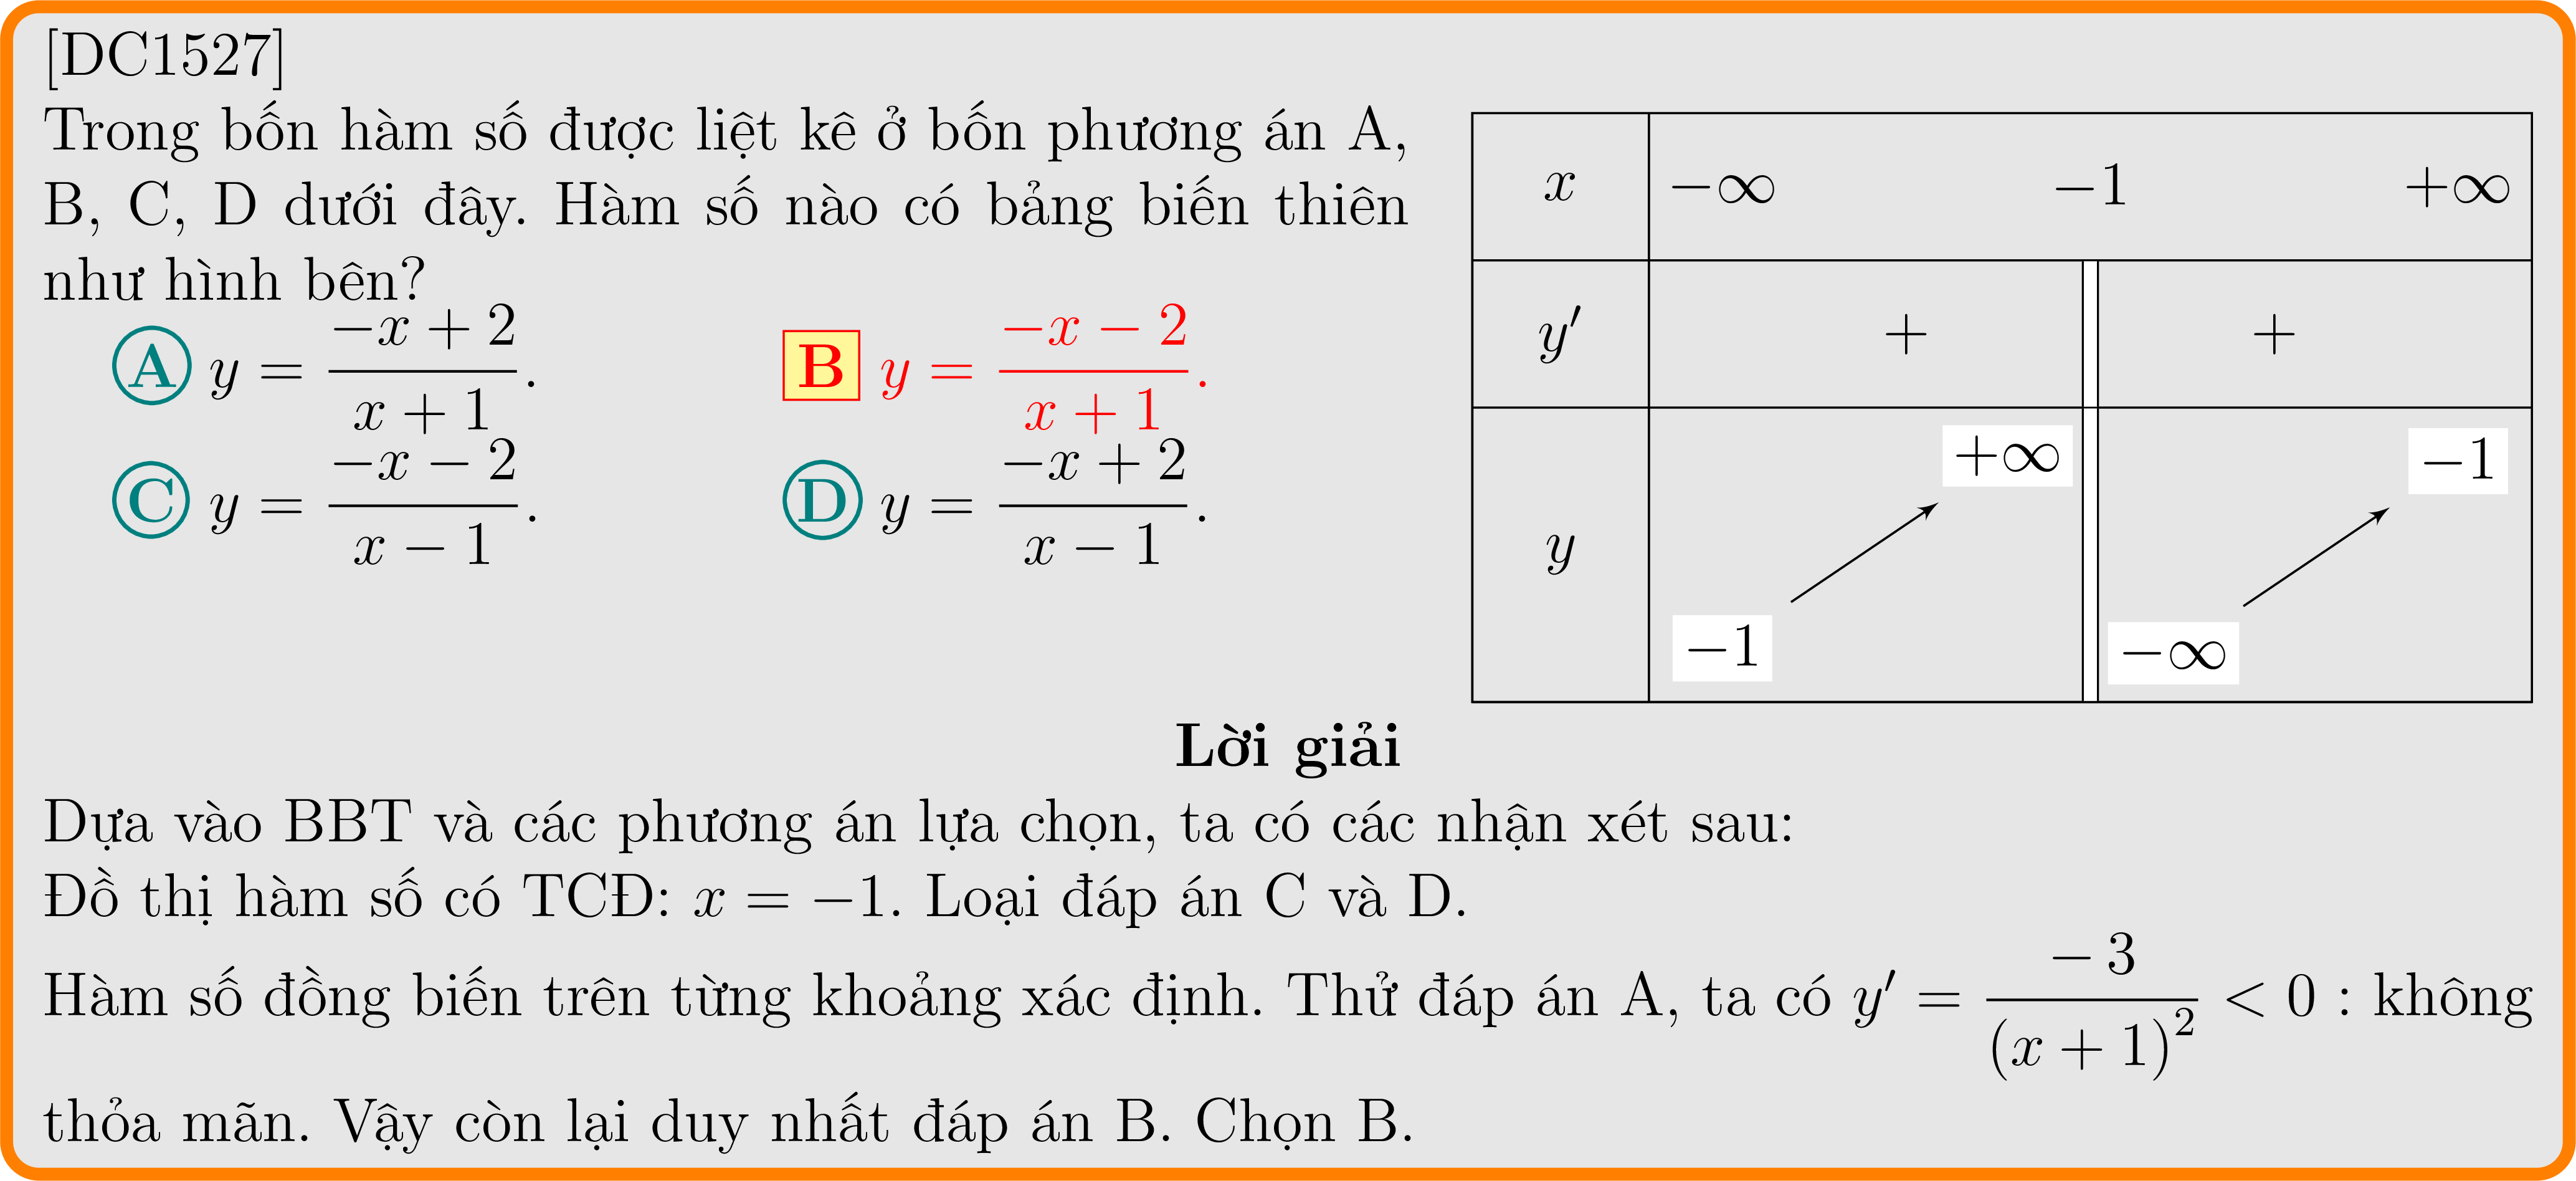 [DC1527]
Trong bốn hàm số được liệt kê ở bốn phương án A,
B, C, D dưới đây. Hàm số nào có bảng biến thiên
như hình bên?
A y = \frac{-x + 2}{x + 1}.
B y = \frac{-x - 2}{x + 1}.
C y = \frac{-x - 2}{x - 1}.
D y = \frac{-x + 2}{x - 1}.
x −∞ −1 +∞
y′ + +
y −1 +∞ −∞ −1
Lời giải
Dựa vào BBT và các phương án lựa chọn, ta có các nhận xét sau:
Đồ thị hàm số có TCĐ: x = −1. Loại đáp án C và D.
Hàm số đồng biến trên từng khoảng xác định. Thử đáp án A, ta có y′ = \frac{-3}{(x + 1)^2} < 0 : không
thỏa mãn. Vậy còn lại duy nhất đáp án B. Chọn B.